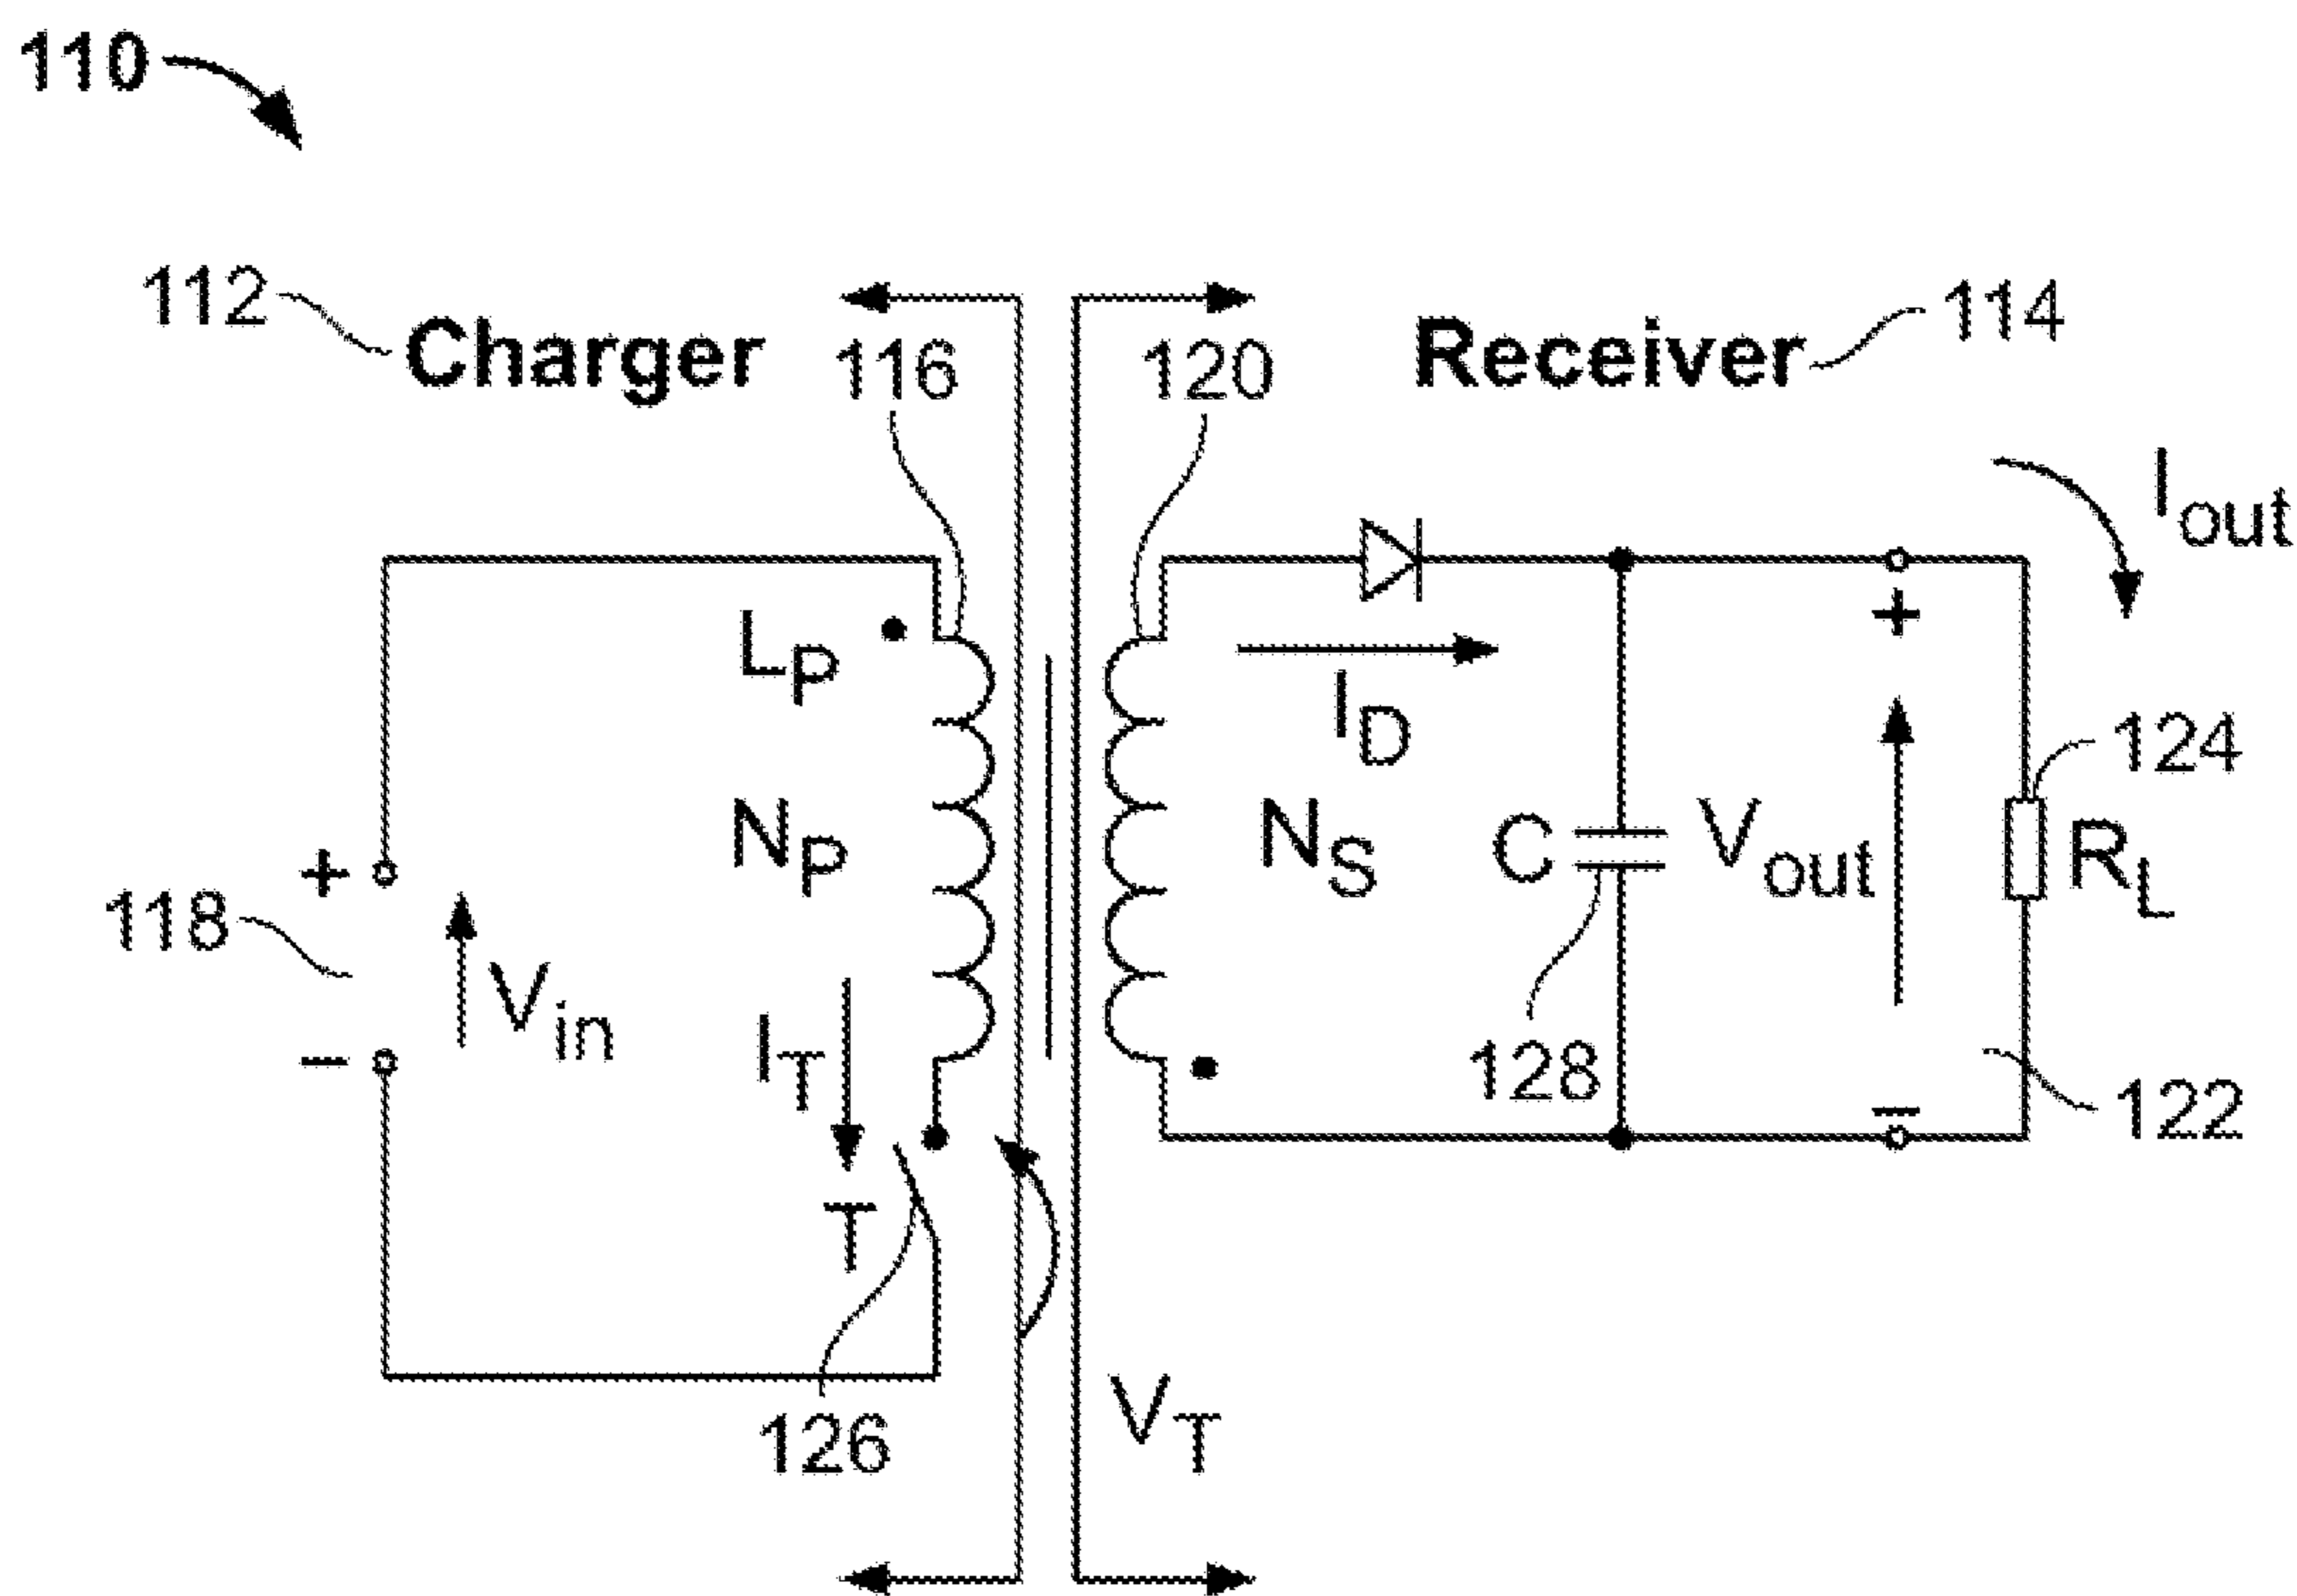 110
112
Charger
116
120
Receiver
114
Iout
LP
ID
NP
NS
C
Vout
124
RL
+
-
118
Vin
IT
T
128
+
-
122
126
VT